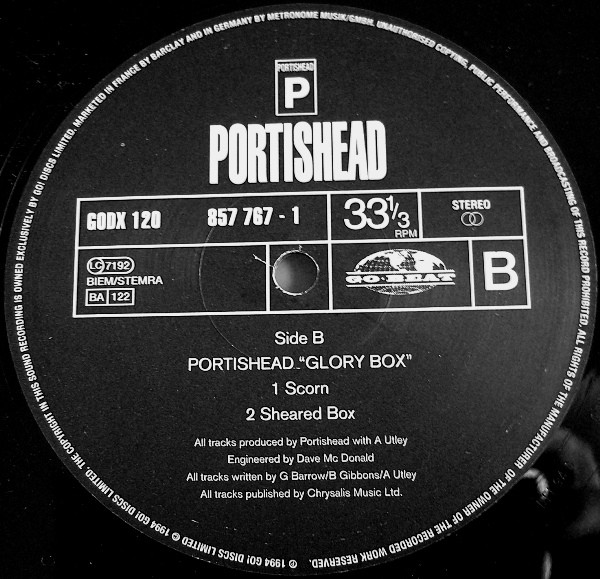 PORTISHEAD
P
PORTISHEAD
GODX 120 857 767 - 1 33 1/3 RPM STEREO
LC 7192
BIEM/STEMRA
BA 122
GO·BEAT
B
Side B
PORTISHEAD "GLORY BOX"
1 Scorn
2 Sheared Box
All tracks produced by Portishead with A Utley
Engineered by Dave Mc Donald
All tracks written by G Barrow/B Gibbons/A Utley
All tracks published by Chrysalis Music Ltd.
℗ 1994 GO! DISCS LIMITED © 1994 GO! DISCS LIMITED. THE COPYRIGHT IN THIS SOUND RECORDING IS OWNED EXCLUSIVELY BY GO! DISCS LIMITED. MARKETED IN FRANCE BY BARCLAY AND IN GERMANY BY METRONOME MUSIK/GMBH. UNAUTHORISED COPYING, PUBLIC PERFORMANCE AND BROADCASTING OF THIS RECORD PROHIBITED. ALL RIGHTS OF THE MANUFACTURER OF THE OWNER OF THE RECORDED WORK RESERVED.